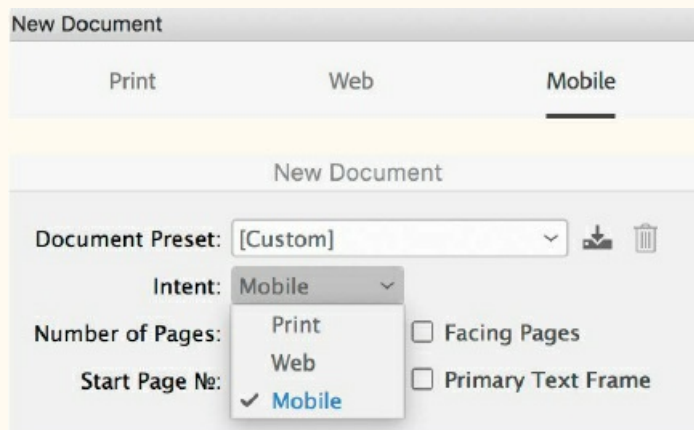 New Document
Print Web Mobile
New Document
Document Preset: [Custom]
Intent: Mobile
Print
Number of Pages: Facing Pages
Web
Start Page №: Primary Text Frame
Mobile